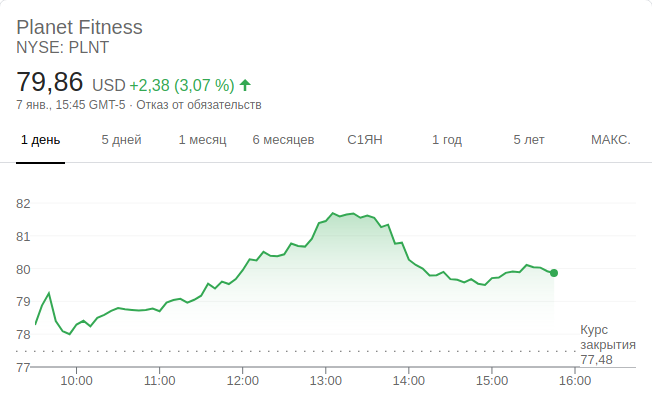 Planet Fitness
NYSE: PLNT
79,86 USD +2,38 (3,07 %)
7 янв., 15:45 GMT-5 · Отказ от обязательств
1 день 5 дней 1 месяц 6 месяцев С1ЯН 1 год 5 лет МАКС.
82
81
80
79
78
77
Курс
закрытия
77,48
10:00 11:00 12:00 13:00 14:00 15:00 16:00